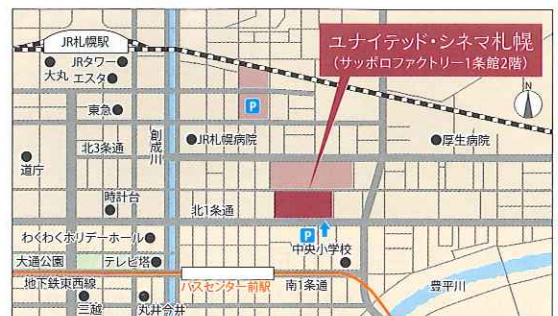 JR札幌駅
ユナイテッド・シネマ札幌
(サッポロファクトリー1条館2階)
JRタワー
大丸 エスタ
N
P
東急
創成川
JR札幌病院
厚生病院
北3条通
道庁
時計台
北1条通
わくわくホリデーホール
P
中央小学校
大通公園
テレビ塔
地下鉄東西線
バスセンター前駅
南1条通
豊平川
三越
丸井今井